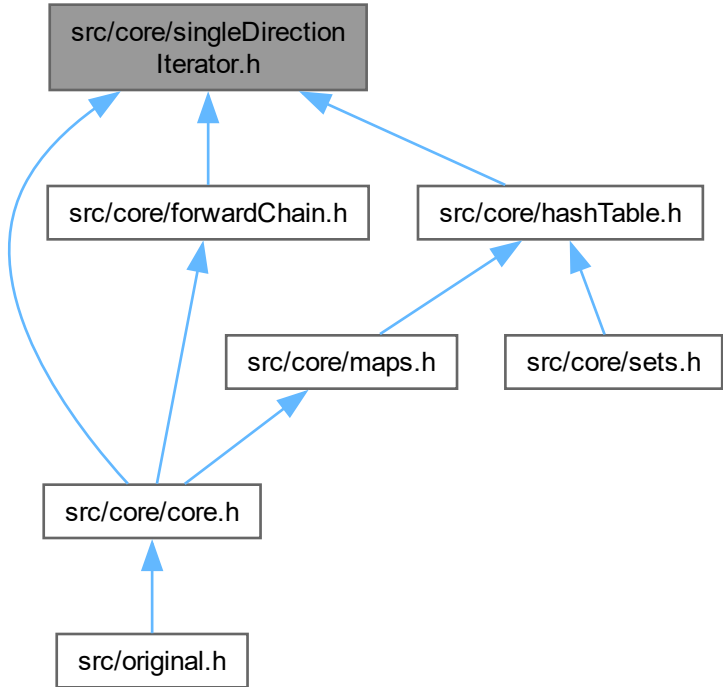 src/core/singleDirection
Iterator.h
src/core/forwardChain.h
src/core/hashTable.h
src/core/maps.h
src/core/sets.h
src/core/core.h
src/original.h